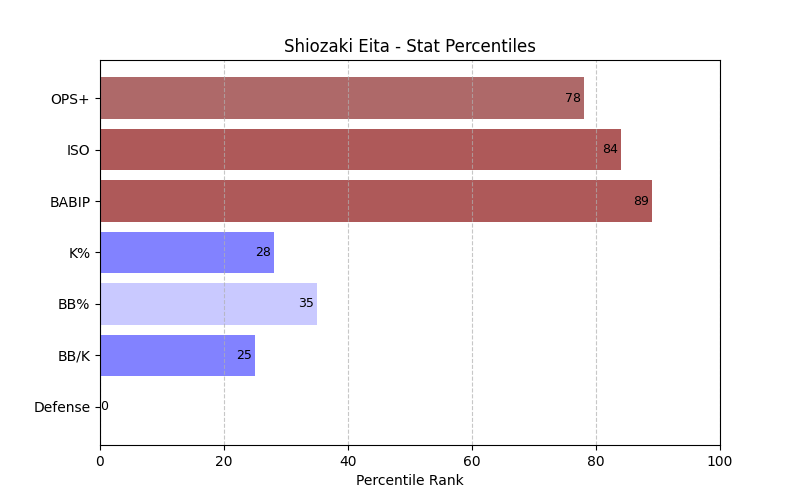 Shiozaki Eita - Stat Percentiles
OPS+ 78
ISO 84
BABIP 89
K% 28
BB% 35
BB/K 25
Defense 0
0 20 40 60 80 100
Percentile Rank